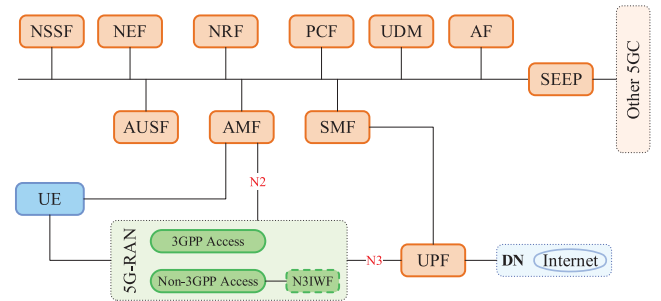 NSSF
NEF
NRF
PCF
UDM
AF
SEEP
Other 5GC
AUSF
AMF
SMF
N2
UE
5G-RAN
3GPP Access
Non-3GPP Access
N3IWF
N3
UPF
DN
Internet